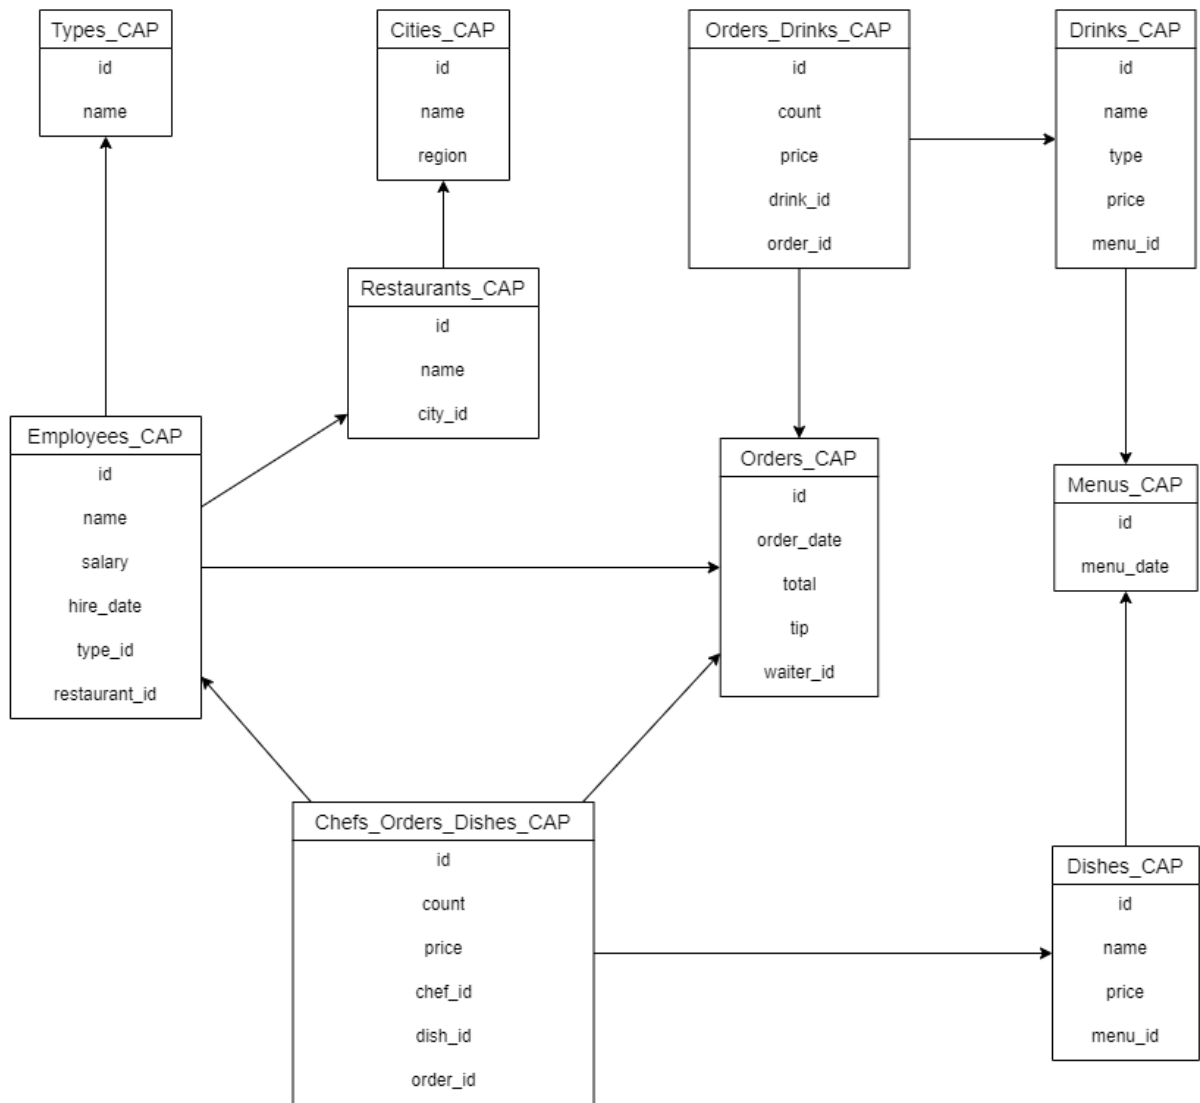 Types_CAP
id
name
Cities_CAP
id
name
region
Orders_Drinks_CAP
id
count
price
drink_id
order_id
Drinks_CAP
id
name
type
price
menu_id
Restaurants_CAP
id
name
city_id
Employees_CAP
id
name
salary
hire_date
type_id
restaurant_id
Orders_CAP
id
order_date
total
tip
waiter_id
Menus_CAP
id
menu_date
Chefs_Orders_Dishes_CAP
id
count
price
chef_id
dish_id
order_id
Dishes_CAP
id
name
price
menu_id